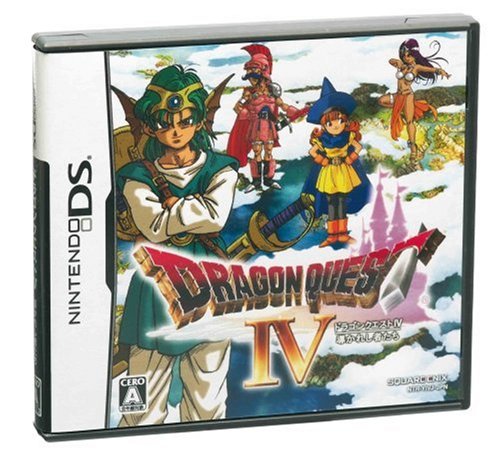 NINTENDO DS
DRAGON QUEST
IV
ドラゴンクエストIV
導かれし者たち
CERO
A
SQUARE ENIX